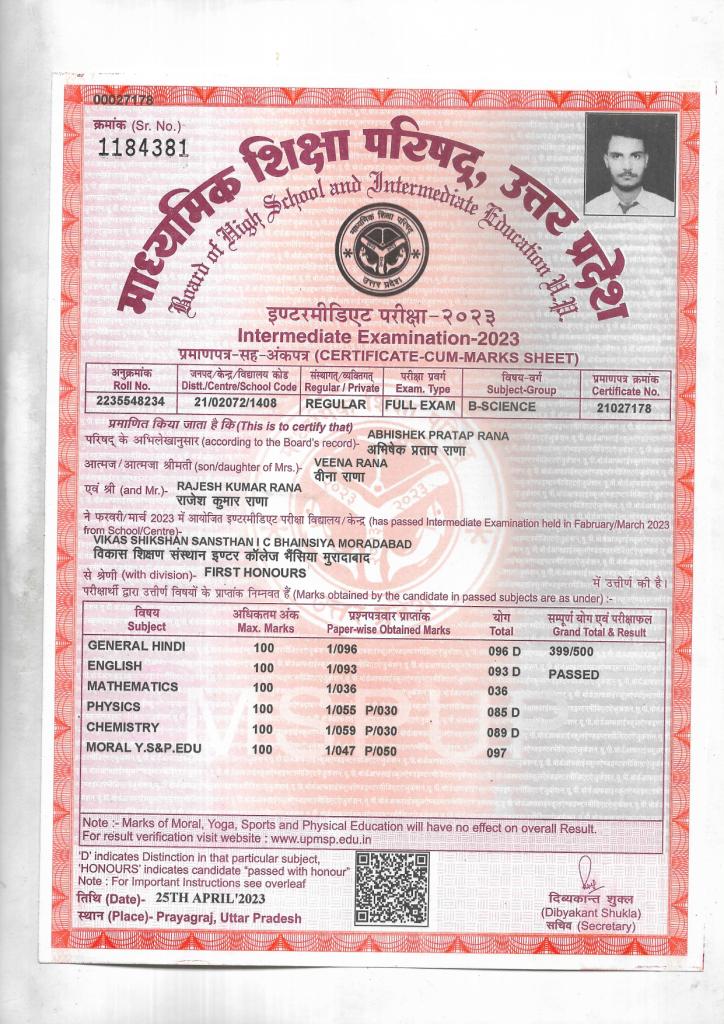 00027178
क्रमांक (Sr. No.)
1184381
माध्यमिक शिक्षा परिषद्, उत्तर प्रदेश
Board of High School and Intermediate Education U.P.
माध्यमिक शिक्षा परिषद्
उत्तर प्रदेश
इण्टरमीडिएट परीक्षा-२०२३
Intermediate Examination-2023
प्रमाणपत्र-सह-अंकपत्र (CERTIFICATE-CUM-MARKS SHEET)
अनुक्रमांक जनपद/केन्द्र/विद्यालय कोड संस्थागत/व्यक्तिगत परीक्षा प्रवर्ग विषय-वर्ग प्रमाणपत्र क्रमांक
Roll No. Distt./Centre/School Code Regular / Private Exam. Type Subject-Group Certificate No.
2235548234 21/02072/1408 REGULAR FULL EXAM B-SCIENCE 21027178
प्रमाणित किया जाता है कि (This is to certify that)
परिषद् के अभिलेखानुसार (according to the Board's record)- ABHISHEK PRATAP RANA
अभिषेक प्रताप राणा
आत्मज/आत्मजा श्रीमती (son/daughter of Mrs.)- VEENA RANA
वीना राणा
एवं श्री (and Mr.)- RAJESH KUMAR RANA
राजेश कुमार राणा
ने फरवरी/मार्च 2023 में आयोजित इण्टरमीडिएट परीक्षा विद्यालय/केन्द्र (has passed Intermediate Examination held in Fabruary/March 2023
from School/Centre)-
VIKAS SHIKSHAN SANSTHAN I C BHAINSIYA MORADABAD
विकास शिक्षण संस्थान इण्टर कॉलेज भैंसिया मुरादाबाद
से श्रेणी (with division)- FIRST HONOURS में उत्तीर्ण की है।
परीक्षार्थी द्वारा उत्तीर्ण विषयों के प्राप्तांक निम्नवत हैं (Marks obtained by the candidate in passed subjects are as under) :-
विषय अधिकतम अंक प्रश्नपत्रवार प्राप्तांक योग सम्पूर्ण योग एवं परीक्षाफल
Subject Max. Marks Paper-wise Obtained Marks Total Grand Total & Result
GENERAL HINDI 100 1/096 096 D 399/500
ENGLISH 100 1/093 093 D PASSED
MATHEMATICS 100 1/036 036
PHYSICS 100 1/055 P/030 085 D
CHEMISTRY 100 1/059 P/030 089 D
MORAL Y.S&P.EDU 100 1/047 P/050 097
MSPUP
Note :- Marks of Moral, Yoga, Sports and Physical Education will have no effect on overall Result.
For result verification visit website : www.upmsp.edu.in
'D' indicates Distinction in that particular subject,
'HONOURS' indicates candidate "passed with honour"
Note : For Important Instructions see overleaf
तिथि (Date)- 25TH APRIL'2023
स्थान (Place)- Prayagraj, Uttar Pradesh
दिव्यकान्त शुक्ल
(Dibyakant Shukla)
सचिव (Secretary)